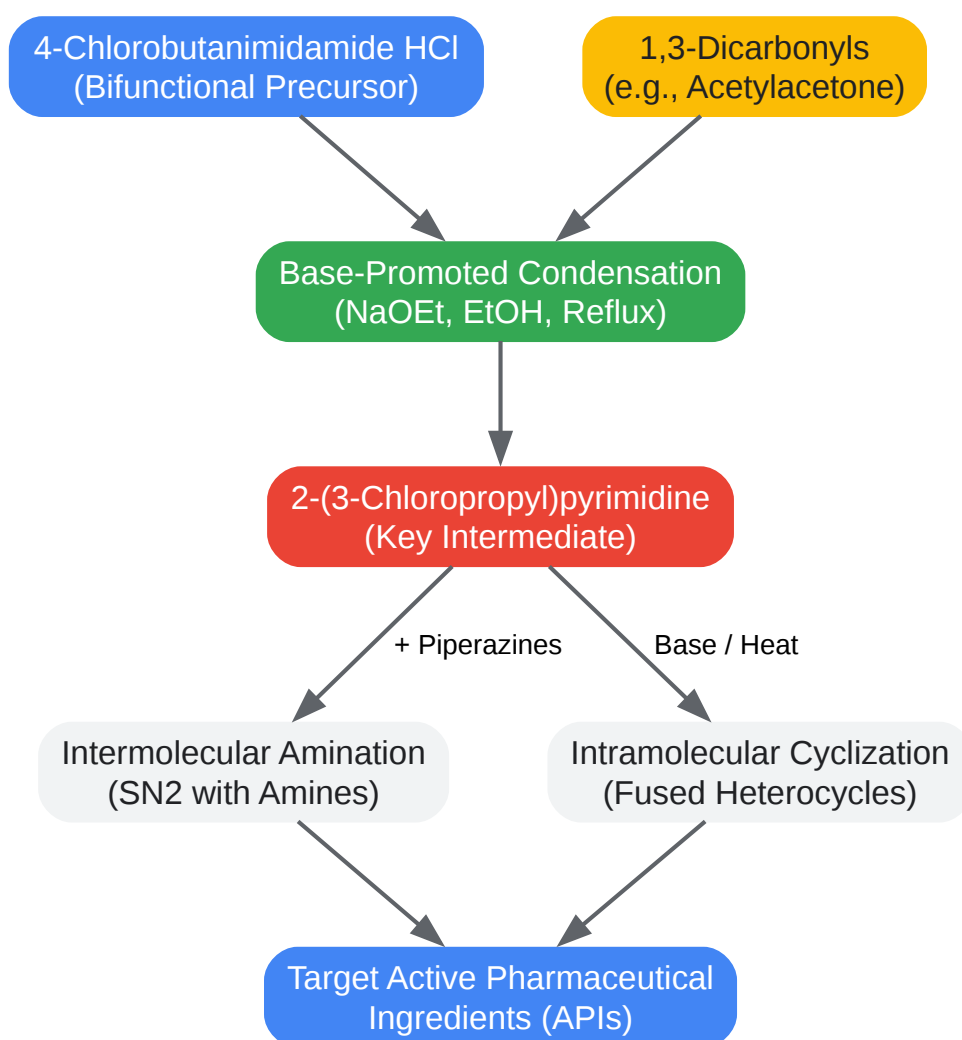 4-Chlorobutanimidamide HCl
(Bifunctional Precursor)
1,3-Dicarbonyls
(e.g., Acetylacetone)
Base-Promoted Condensation
(NaOEt, EtOH, Reflux)
2-(3-Chloropropyl)pyrimidine
(Key Intermediate)
+ Piperazines
Base / Heat
Intermolecular Amination
(SN2 with Amines)
Intramolecular Cyclization
(Fused Heterocycles)
Target Active Pharmaceutical
Ingredients (APIs)